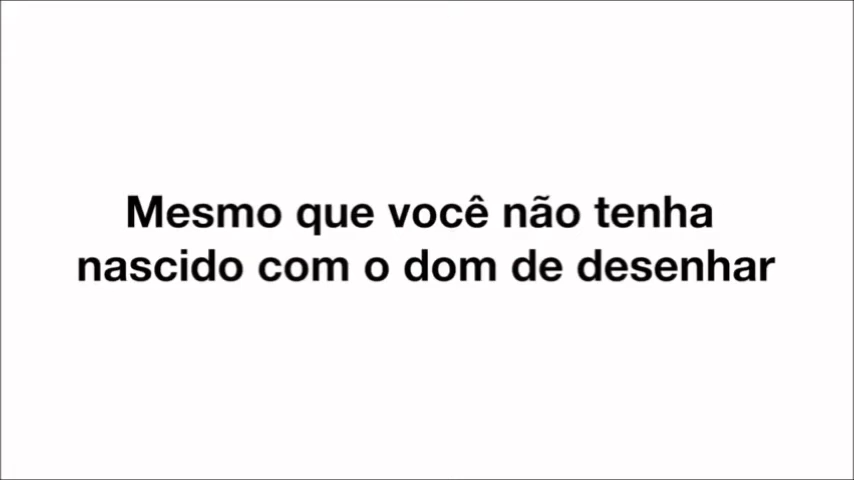 Mesmo que você não tenha
nascido com o dom de desenhar